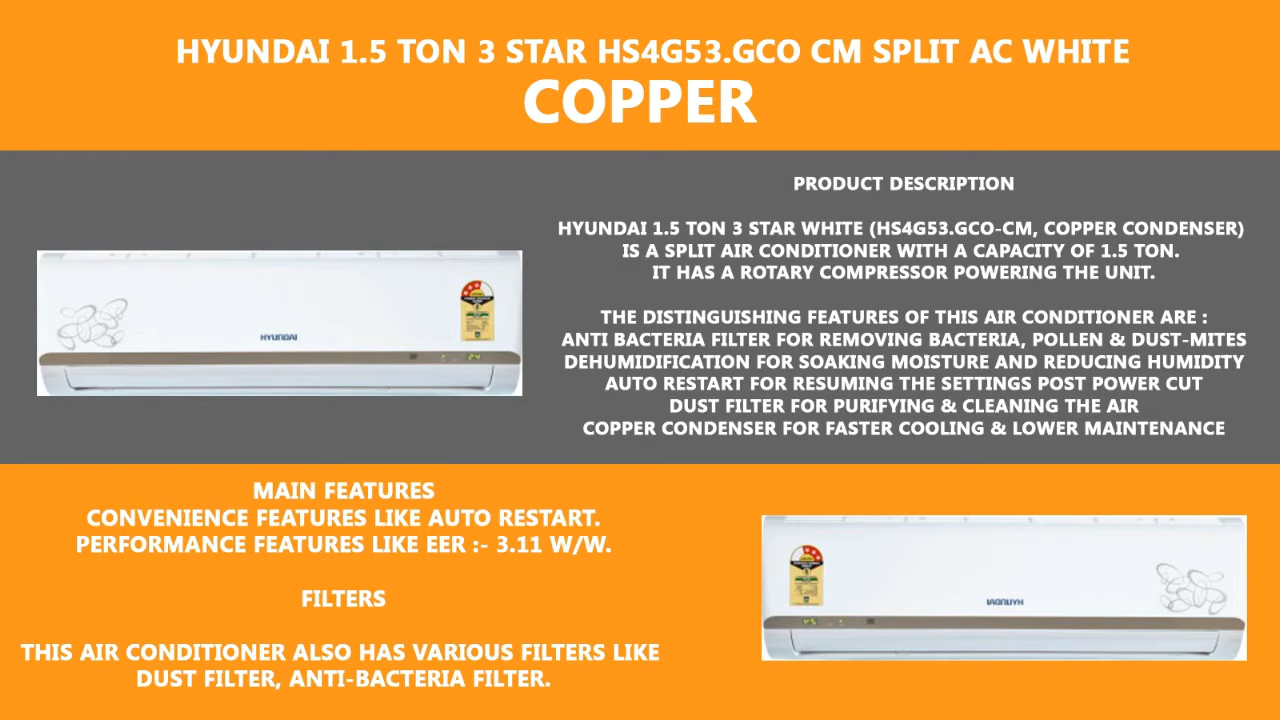 HYUNDAI 1.5 TON 3 STAR HS4G53.GCO CM SPLIT AC WHITE
COPPER
PRODUCT DESCRIPTION
HYUNDAI 1.5 TON 3 STAR WHITE (HS4G53.GCO-CM, COPPER CONDENSER)
IS A SPLIT AIR CONDITIONER WITH A CAPACITY OF 1.5 TON.
IT HAS A ROTARY COMPRESSOR POWERING THE UNIT.
THE DISTINGUISHING FEATURES OF THIS AIR CONDITIONER ARE :
ANTI BACTERIA FILTER FOR REMOVING BACTERIA, POLLEN & DUST-MITES
DEHUMIDIFICATION FOR SOAKING MOISTURE AND REDUCING HUMIDITY
AUTO RESTART FOR RESUMING THE SETTINGS POST POWER CUT
DUST FILTER FOR PURIFYING & CLEANING THE AIR
COPPER CONDENSER FOR FASTER COOLING & LOWER MAINTENANCE
HYUNDAI
24
MAIN FEATURES
CONVENIENCE FEATURES LIKE AUTO RESTART.
PERFORMANCE FEATURES LIKE EER :- 3.11 W/W.
FILTERS
THIS AIR CONDITIONER ALSO HAS VARIOUS FILTERS LIKE
DUST FILTER, ANTI-BACTERIA FILTER.
HYUNDAI